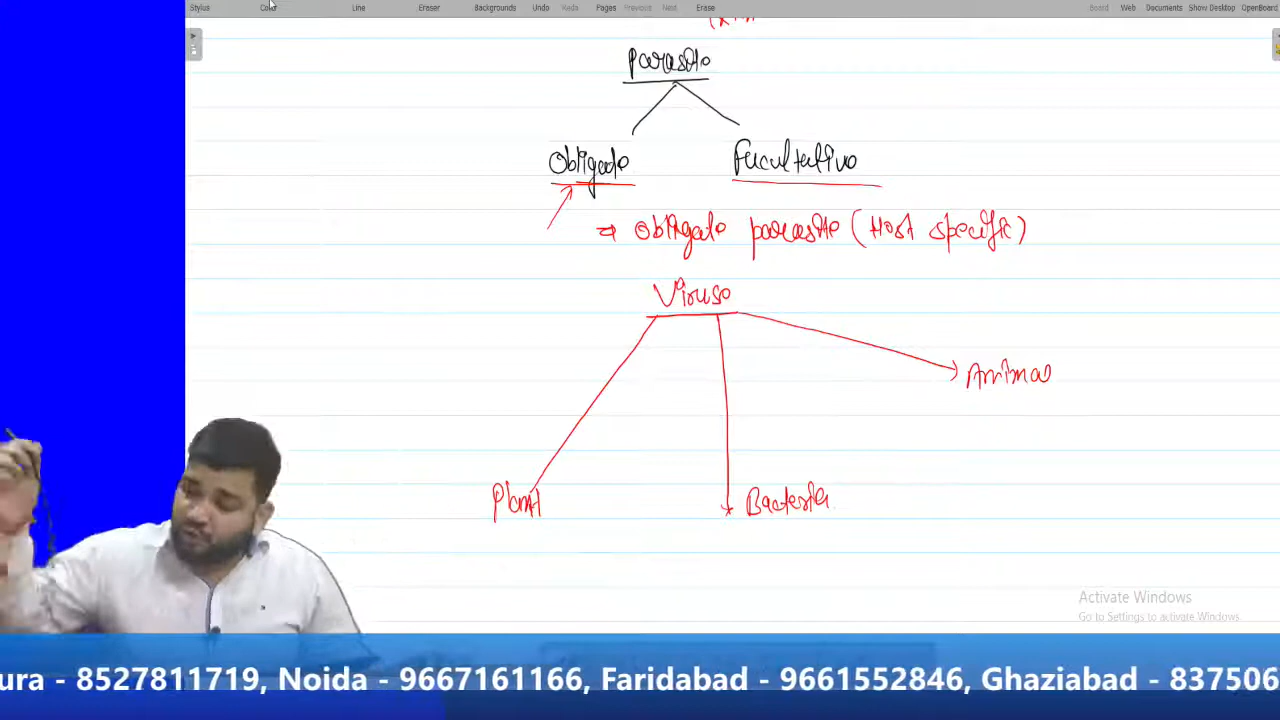 Stylus Color Line Eraser Backgrounds Undo Redo Pages Previous Next Erase Board Web Documents Show Desktop OpenBoard
Parasite
Obligate Facultative
⇒ Obligate parasite (Host specific)
Viruse
Animal
Plant Bacteria
Activate Windows
Go to Settings to activate Windows.
ura - 8527811719, Noida - 9667161166, Faridabad - 9661552846, Ghaziabad - 837506